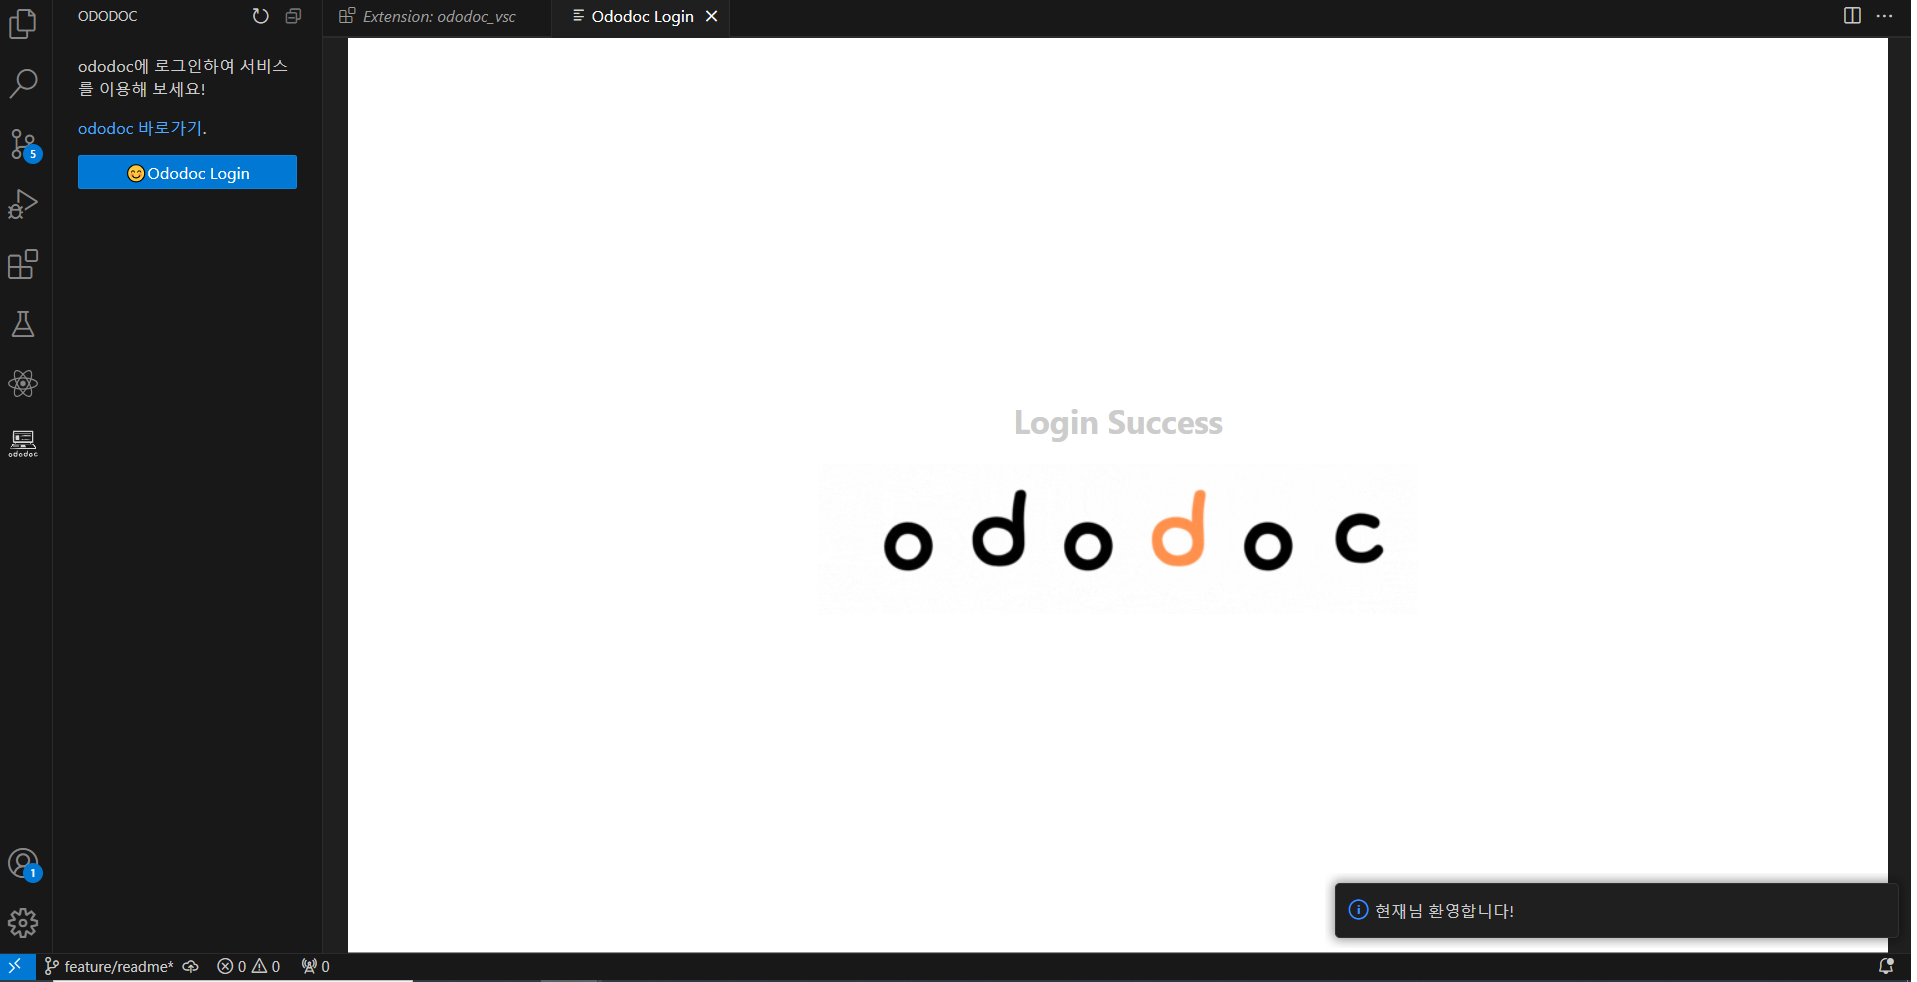 ODODOC
Extension: ododoc_vsc
Ododoc Login
ododoc에 로그인하여 서비스
를 이용해 보세요!
ododoc 바로가기.
😊Ododoc Login
5
ododoc
Login Success
ododoc
1
현재님 환영합니다!
feature/readme*
0
0
0